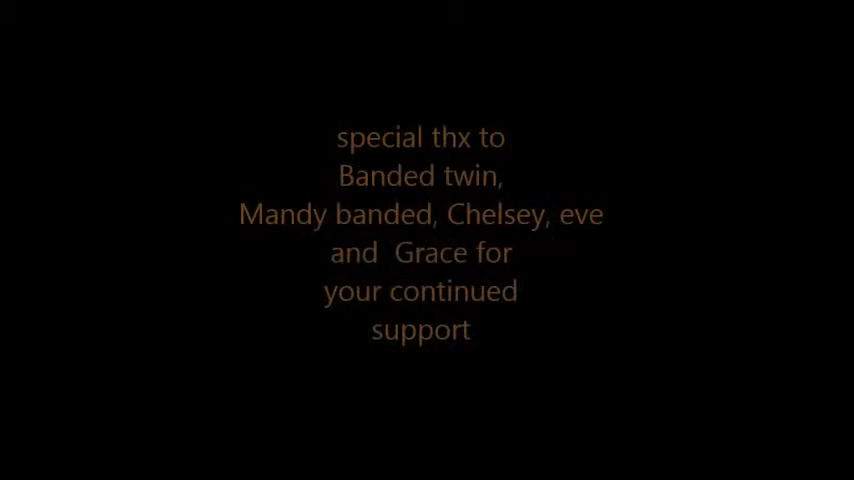 special thx to
Banded twin,
Mandy banded, Chelsey, eve
and  Grace for
your continued
support